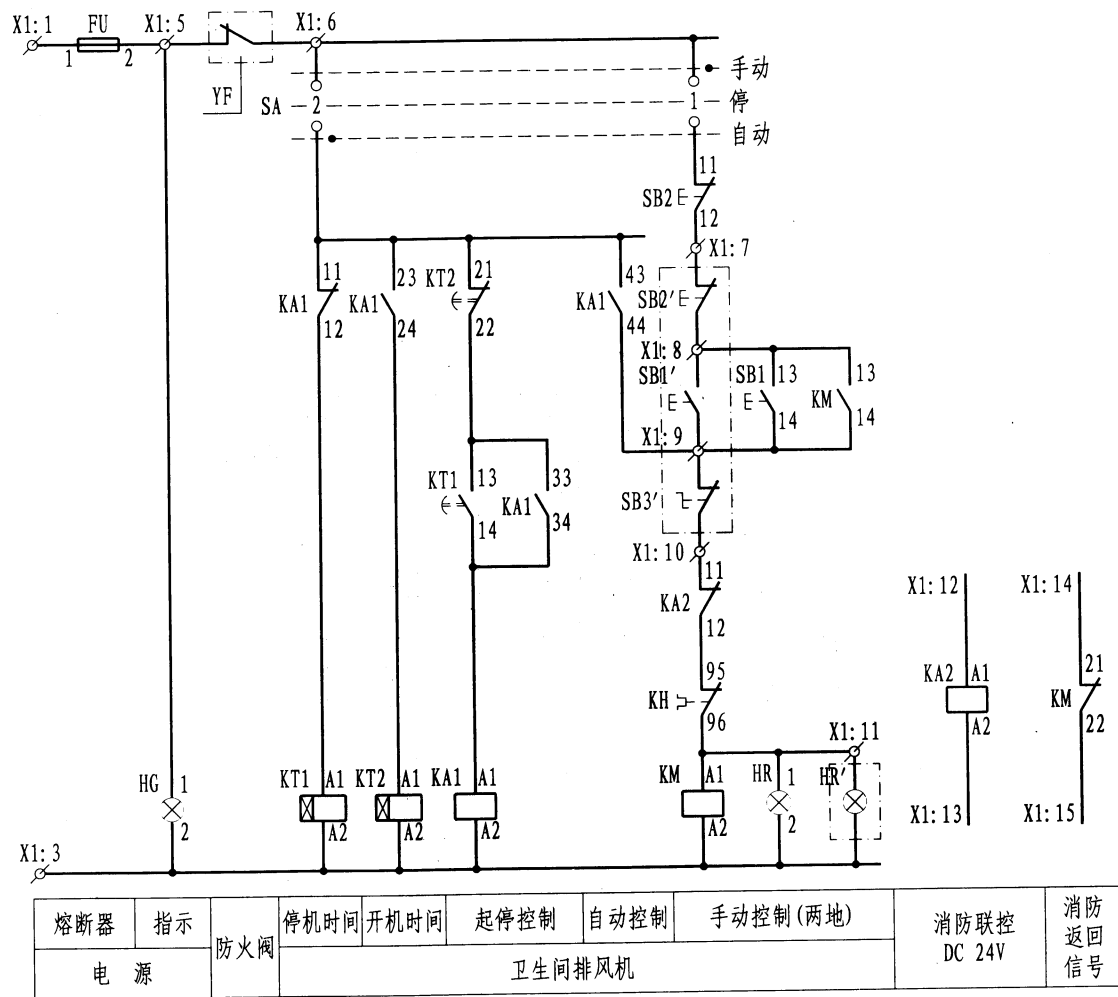 X1:1
FU
1
2
X1:5
YF
X1:6
手动
SA
2
1
停
自动
11
SB2
12
X1:7
11
KA1
12
23
KA1
24
KT2
21
22
43
KA1
44
SB2′
X1:8
SB1′
SB1
13
14
KM
13
14
X1:9
KT1
13
14
33
KA1
34
SB3′
X1:10
11
KA2
12
95
KH
96
X1:11
X1:12
KA2
A1
A2
X1:13
X1:14
21
KM
22
X1:15
HG
1
2
KT1
A1
A2
KT2
A1
A2
KA1
A1
A2
KM
A1
A2
HR
1
2
HR′
X1:3
熔断器
指示
防火阀
停机时间
开机时间
起停控制
自动控制
手动控制(两地)
消防联控
DC 24V
消防
返回
信号
电 源
卫生间排风机